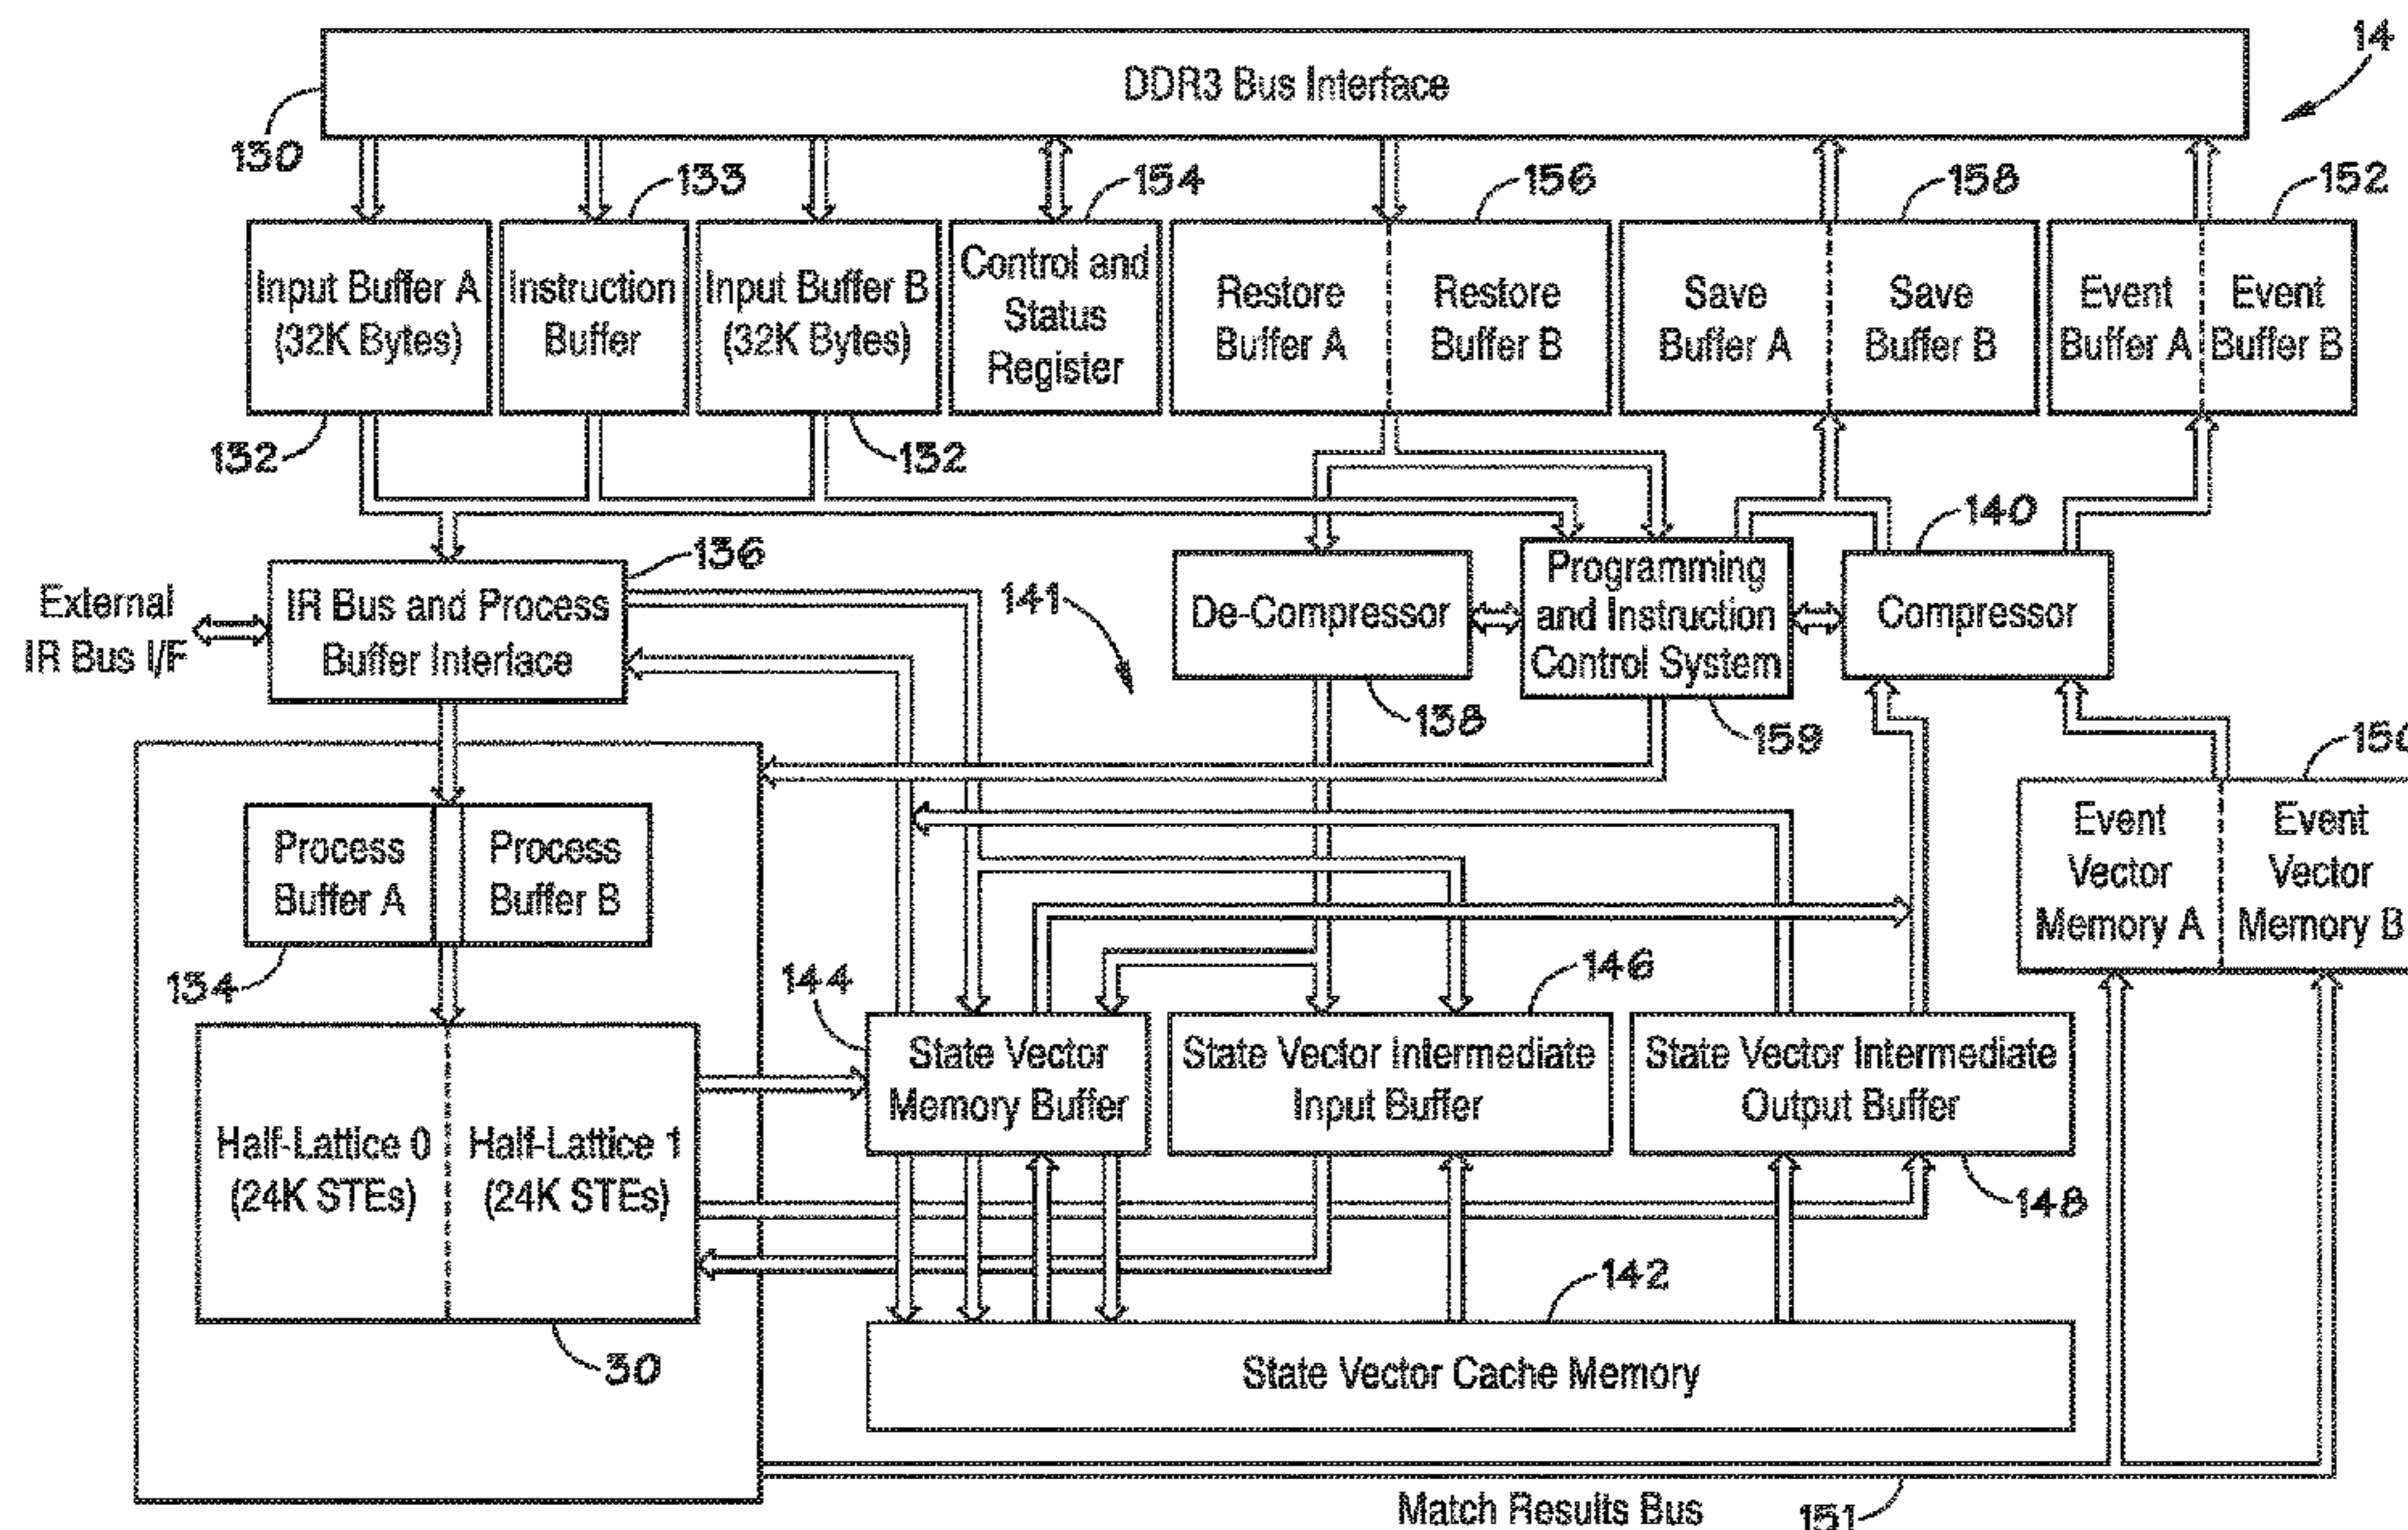 14
DDR3 Bus Interface
130
133
154
156
158
152
Input Buffer A
(32K Bytes)
Instruction
Buffer
Input Buffer B
(32K Bytes)
Control and
Status
Register
Restore
Buffer A
Restore
Buffer B
Save
Buffer A
Save
Buffer B
Event
Buffer A
Event
Buffer B
132
132
140
136
External
IR Bus I/F
IR Bus and Process
Buffer Interface
141
De-Compressor
Programming
and Instruction
Control System
Compressor
138
159
150
Process
Buffer A
Process
Buffer B
Event
Vector
Memory A
Event
Vector
Memory B
134
144
146
State Vector
Memory Buffer
State Vector Intermediate
Input Buffer
State Vector Intermediate
Output Buffer
Half-Lattice 0
(24K STEs)
Half-Lattice 1
(24K STEs)
148
142
30
State Vector Cache Memory
Match Results Bus
151